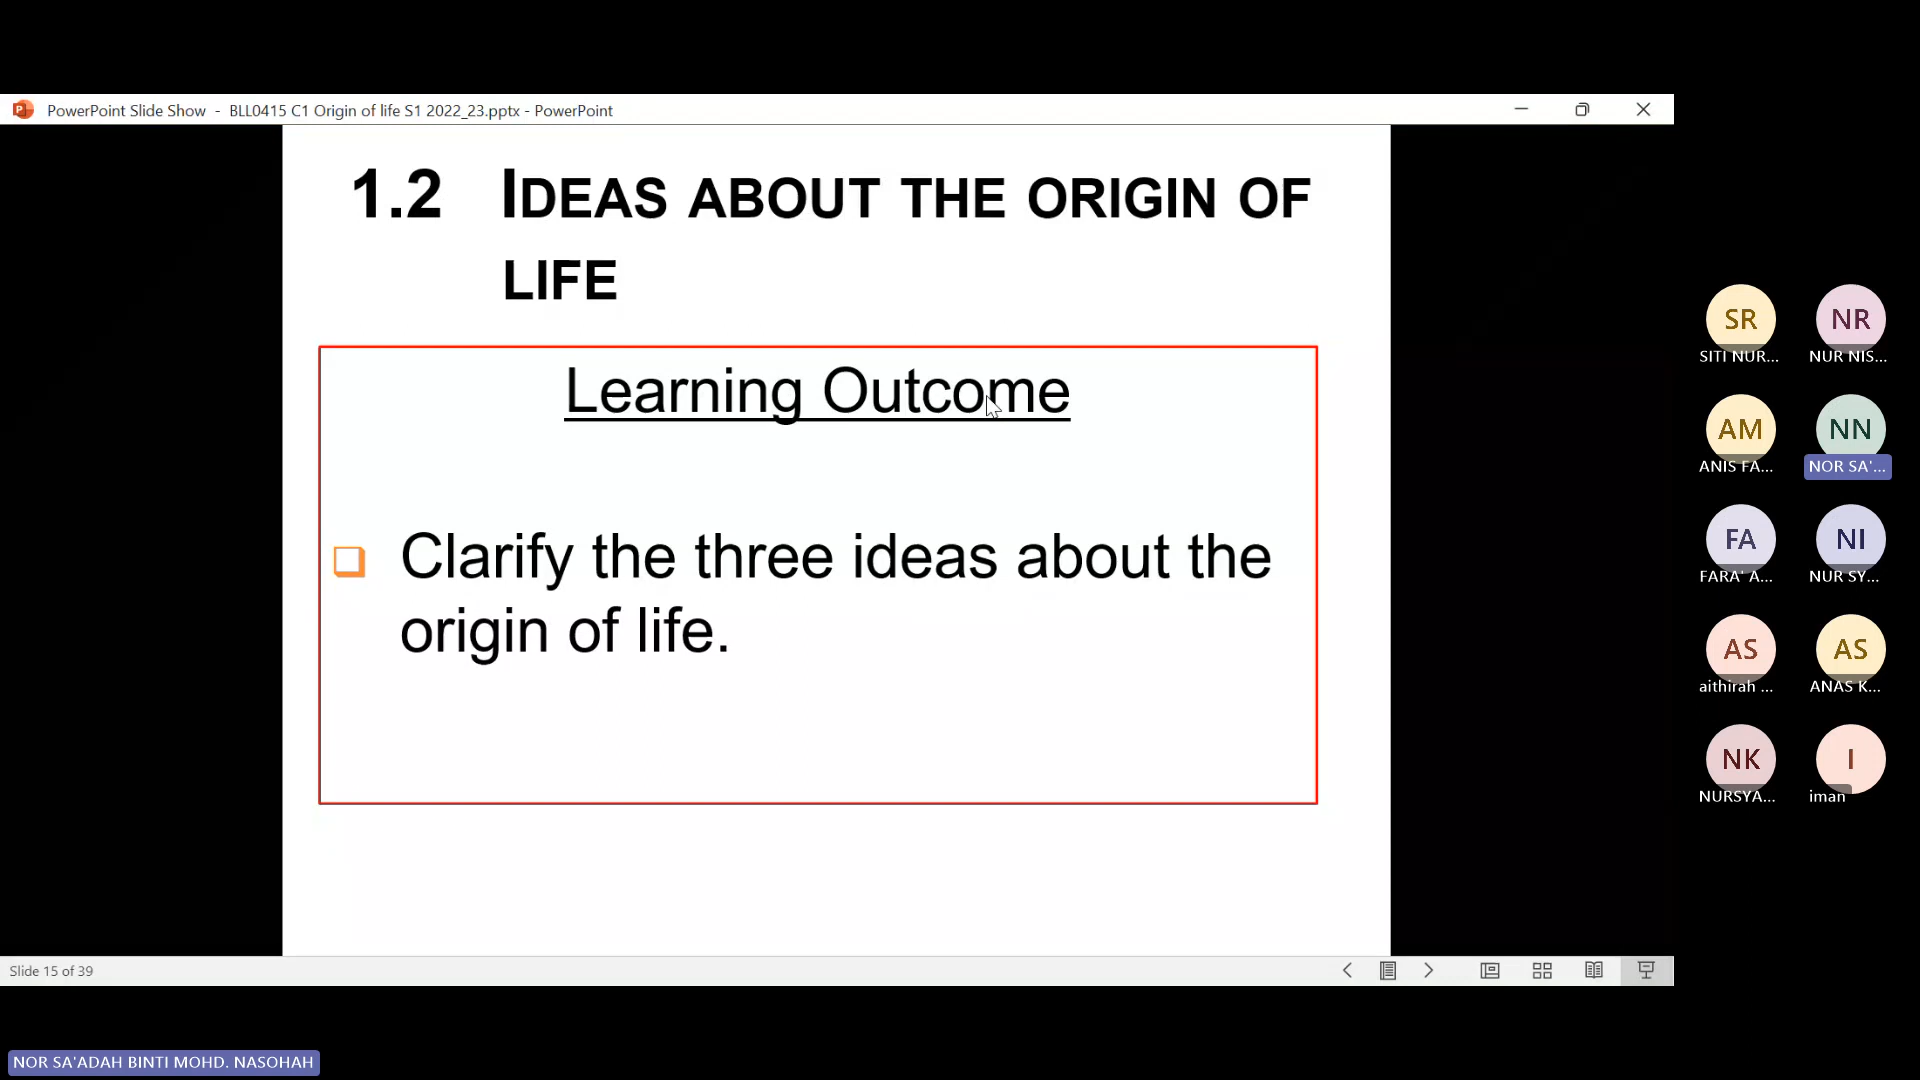 PowerPoint Slide Show - BLL0415 C1 Origin of life S1 2022_23.pptx - PowerPoint
1.2 IDEAS ABOUT THE ORIGIN OF
LIFE
Learning Outcome
Clarify the three ideas about the
origin of life.
SR
SITI NUR...
NR
NUR NIS...
AM
ANIS FA...
NN
NOR SA'...
FA
FARA' A...
NI
NUR SY...
AS
aithirah ...
AS
ANAS K...
NK
NURSYA...
I
iman
Slide 15 of 39
NOR SA'ADAH BINTI MOHD. NASOHAH